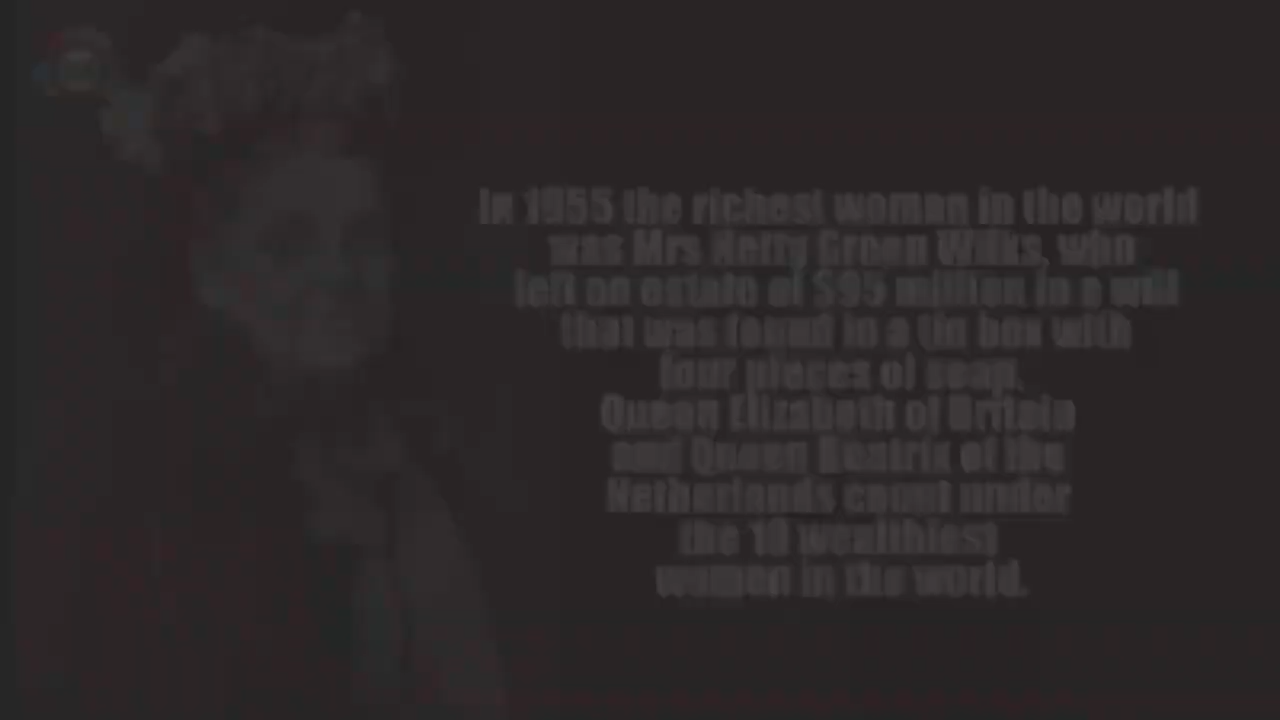 In 1955 the richest woman in the world
was Mrs Hetty Green Wilks, who
left an estate of $95 million in a will
that was found in a tin box with
four pieces of soap.
Queen Elizabeth of Britain
and Queen Beatrix of the
Netherlands count under
the 10 wealthiest
women in the world.